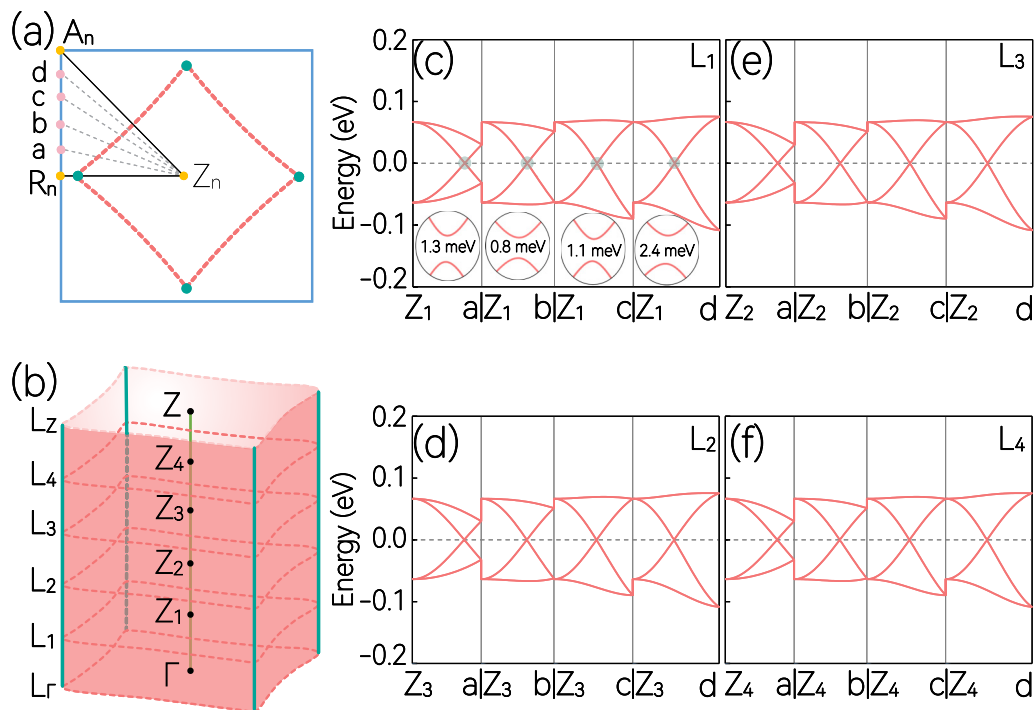 (a)
Aₙ
d
c
b
a
Rₙ
Zₙ
(b)
L_Z
L₄
L₃
L₂
L₁
L_Γ
Z
Z₄
Z₃
Z₂
Z₁
Γ
Energy (eV)
0.2
0.1
0.0
−0.1
−0.2
(c)
L₁
1.3 meV
0.8 meV
1.1 meV
2.4 meV
Z₁ a|Z₁ b|Z₁ c|Z₁ d
(e)
L₃
Z₂ a|Z₂ b|Z₂ c|Z₂ d
Energy (eV)
0.2
0.1
0.0
−0.1
−0.2
(d)
L₂
Z₃ a|Z₃ b|Z₃ c|Z₃ d
(f)
L₄
Z₄ a|Z₄ b|Z₄ c|Z₄ d